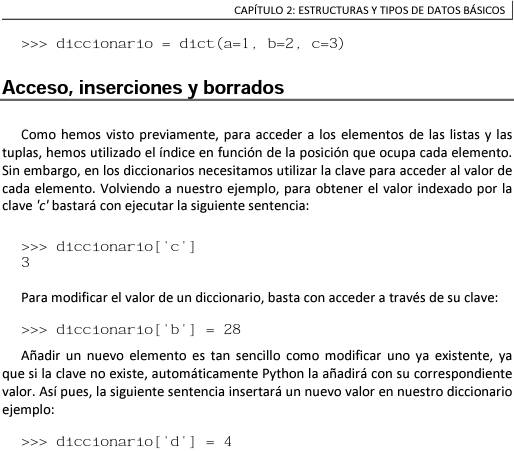 CAPÍTULO 2: ESTRUCTURAS Y TIPOS DE DATOS BÁSICOS
>>> diccionario = dict(a=1, b=2, c=3)
Acceso, inserciones y borrados
Como hemos visto previamente, para acceder a los elementos de las listas y las
tuplas, hemos utilizado el índice en función de la posición que ocupa cada elemento.
Sin embargo, en los diccionarios necesitamos utilizar la clave para acceder al valor de
cada elemento. Volviendo a nuestro ejemplo, para obtener el valor indexado por la
clave 'c' bastará con ejecutar la siguiente sentencia:
>>> diccionario['c']
3
Para modificar el valor de un diccionario, basta con acceder a través de su clave:
>>> diccionario['b'] = 28
Añadir un nuevo elemento es tan sencillo como modificar uno ya existente, ya
que si la clave no existe, automáticamente Python la añadirá con su correspondiente
valor. Así pues, la siguiente sentencia insertará un nuevo valor en nuestro diccionario
ejemplo:
>>> diccionario['d'] = 4